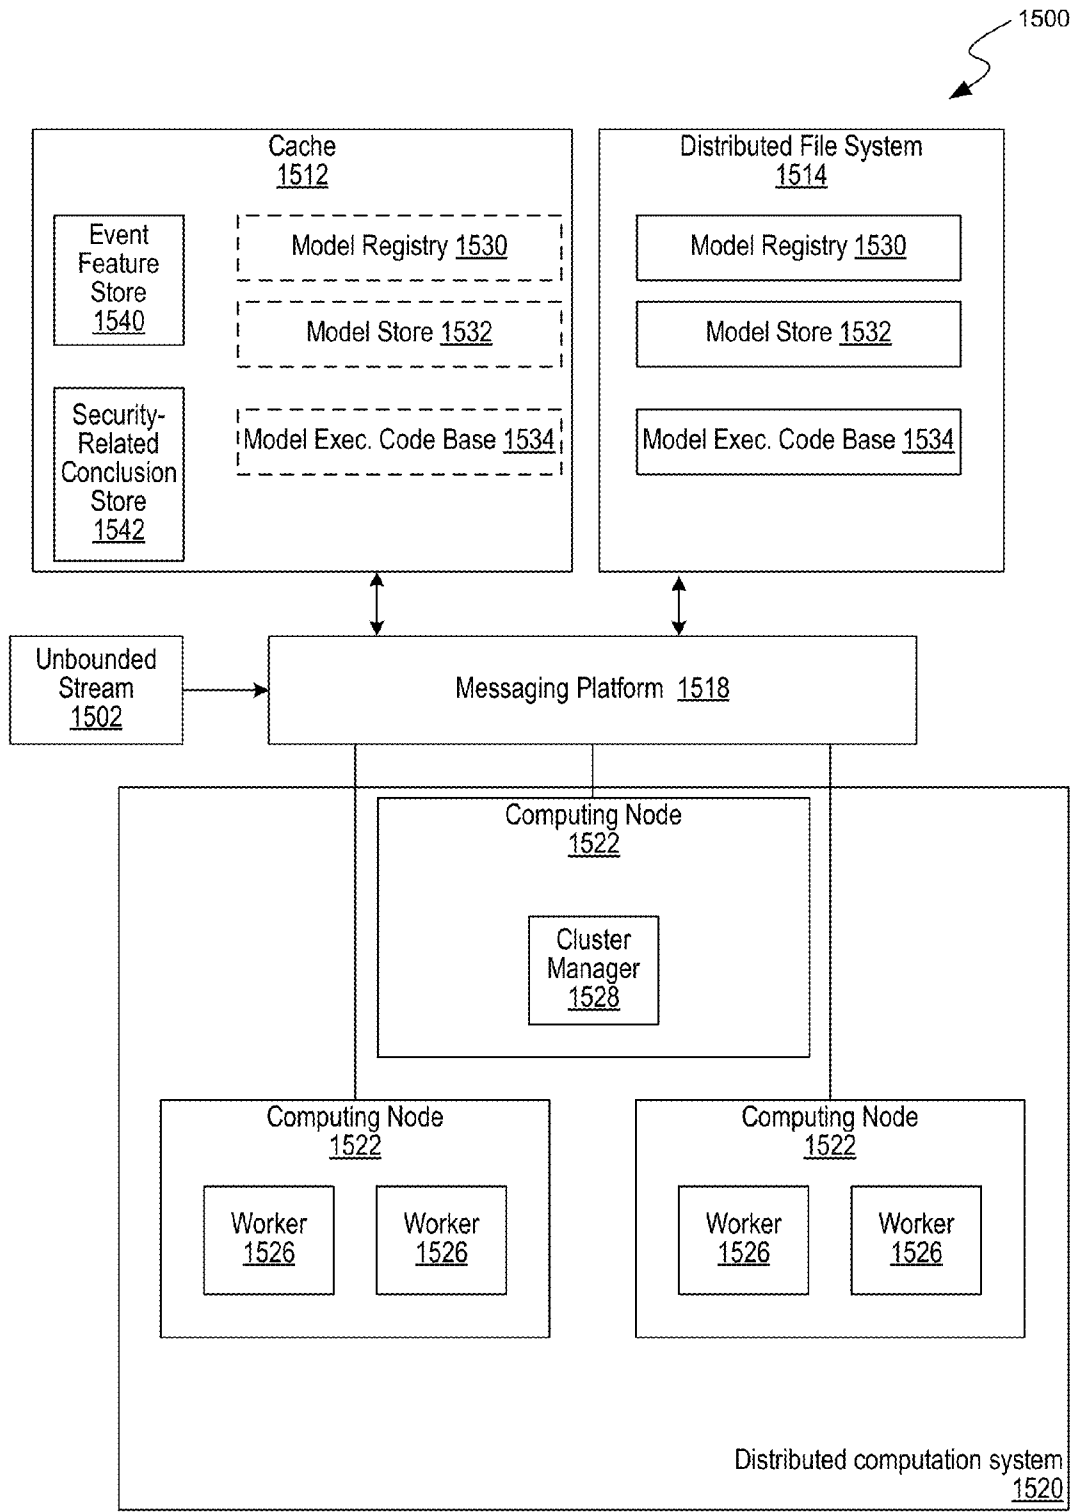 1500
Cache
1512
Event
Feature
Store
1540
Security-
Related
Conclusion
Store
1542
Model Registry 1530
Model Store 1532
Model Exec. Code Base 1534
Distributed File System
1514
Model Registry 1530
Model Store 1532
Model Exec. Code Base 1534
Unbounded
Stream
1502
Messaging Platform 1518
Computing Node
1522
Cluster
Manager
1528
Computing Node
1522
Worker
1526
Worker
1526
Computing Node
1522
Worker
1526
Worker
1526
Distributed computation system
1520